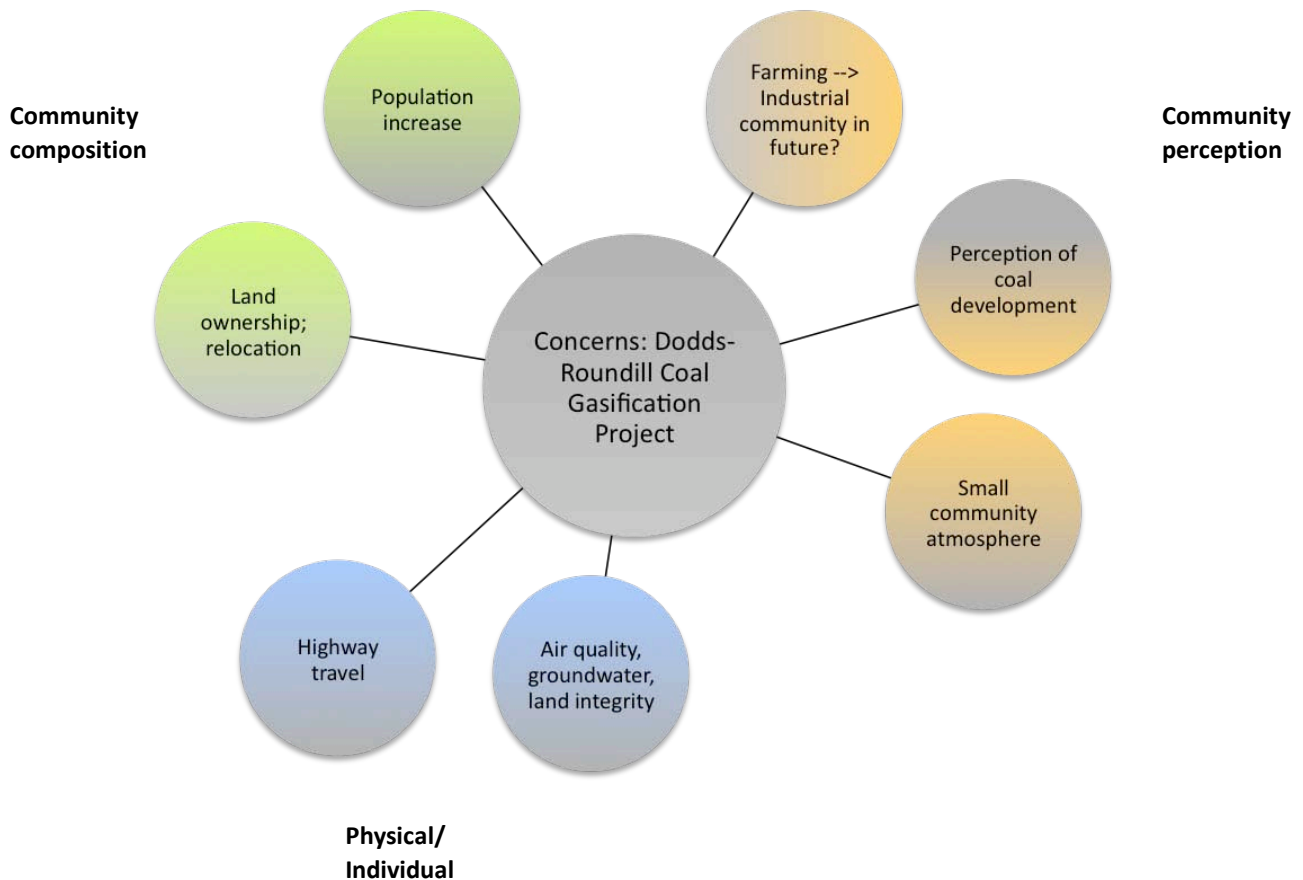 Community
composition
Population
increase
Farming -->
Industrial
community in
future?
Community
perception
Land
ownership;
relocation
Concerns: Dodds-
Roundill Coal
Gasification
Project
Perception of
coal
development
Small
community
atmosphere
Highway
travel
Air quality,
groundwater,
land integrity
Physical/
Individual